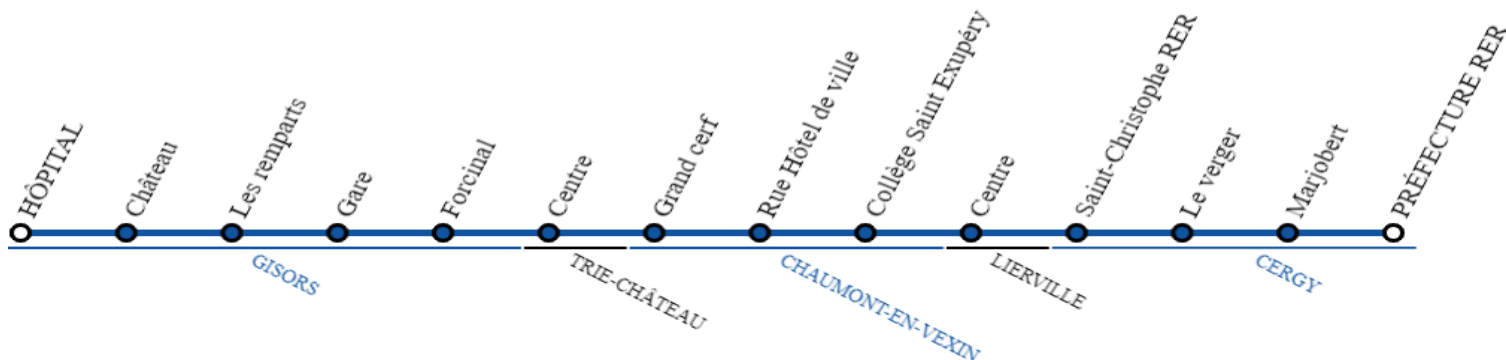 HÔPITAL
Château
Les remparts
Gare
Forcinal
Centre
Grand cerf
Rue Hôtel de ville
Collège Saint Exupéry
Centre
Saint-Christophe RER
Le verger
Marjobert
PRÉFECTURE RER
GISORS
TRIE-CHÂTEAU
CHAUMONT-EN-VEXIN
LIERVILLE
CERGY